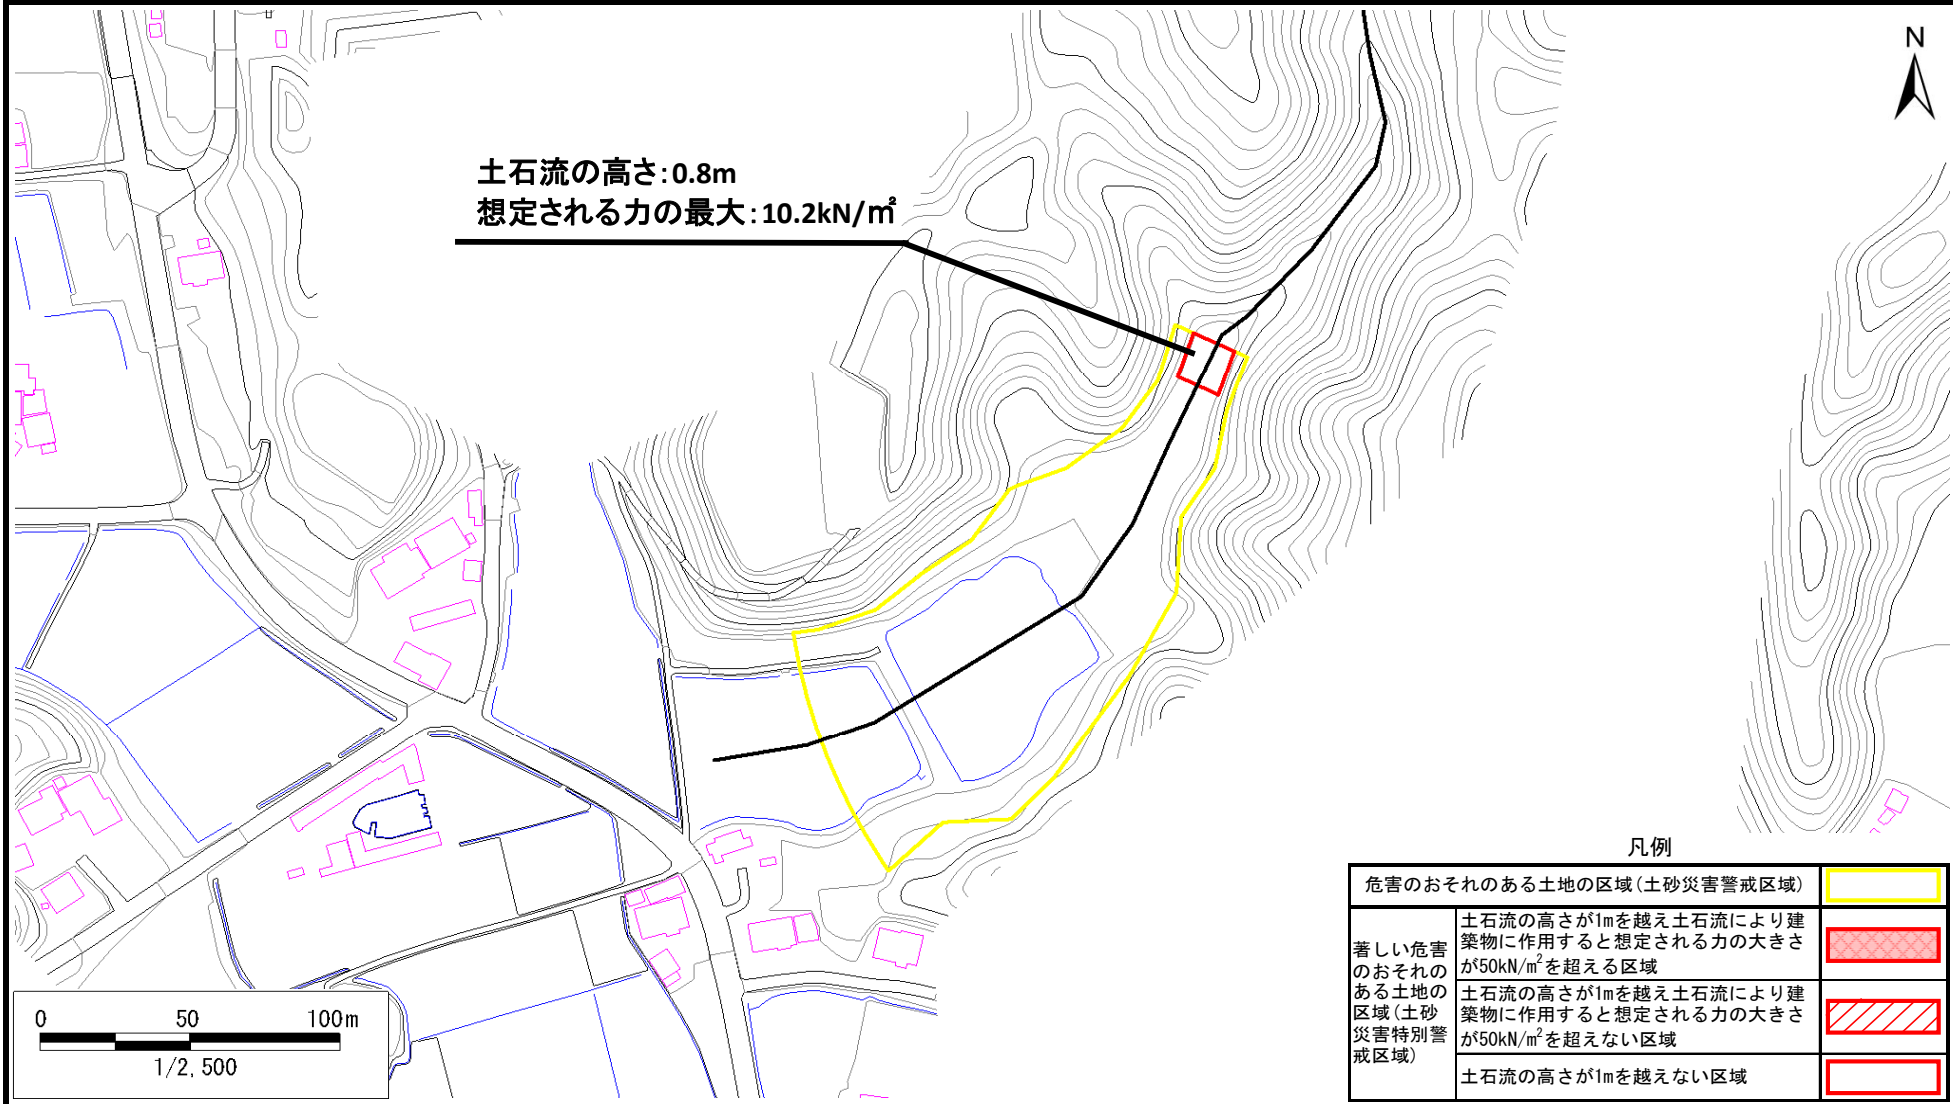 N
土石流の高さ:0.8m
想定される力の最大:10.2kN/㎡
凡例
危害のおそれのある土地の区域(土砂災害警戒区域)
著しい危害
のおそれの
ある土地の
区域(土砂
災害特別警
戒区域)
土石流の高さが1mを越え土石流により建
築物に作用すると想定される力の大きさ
が50kN/m²を超える区域
土石流の高さが1mを越え土石流により建
築物に作用すると想定される力の大きさ
が50kN/m²を超えない区域
土石流の高さが1mを越えない区域
0 50 100m
1/2,500